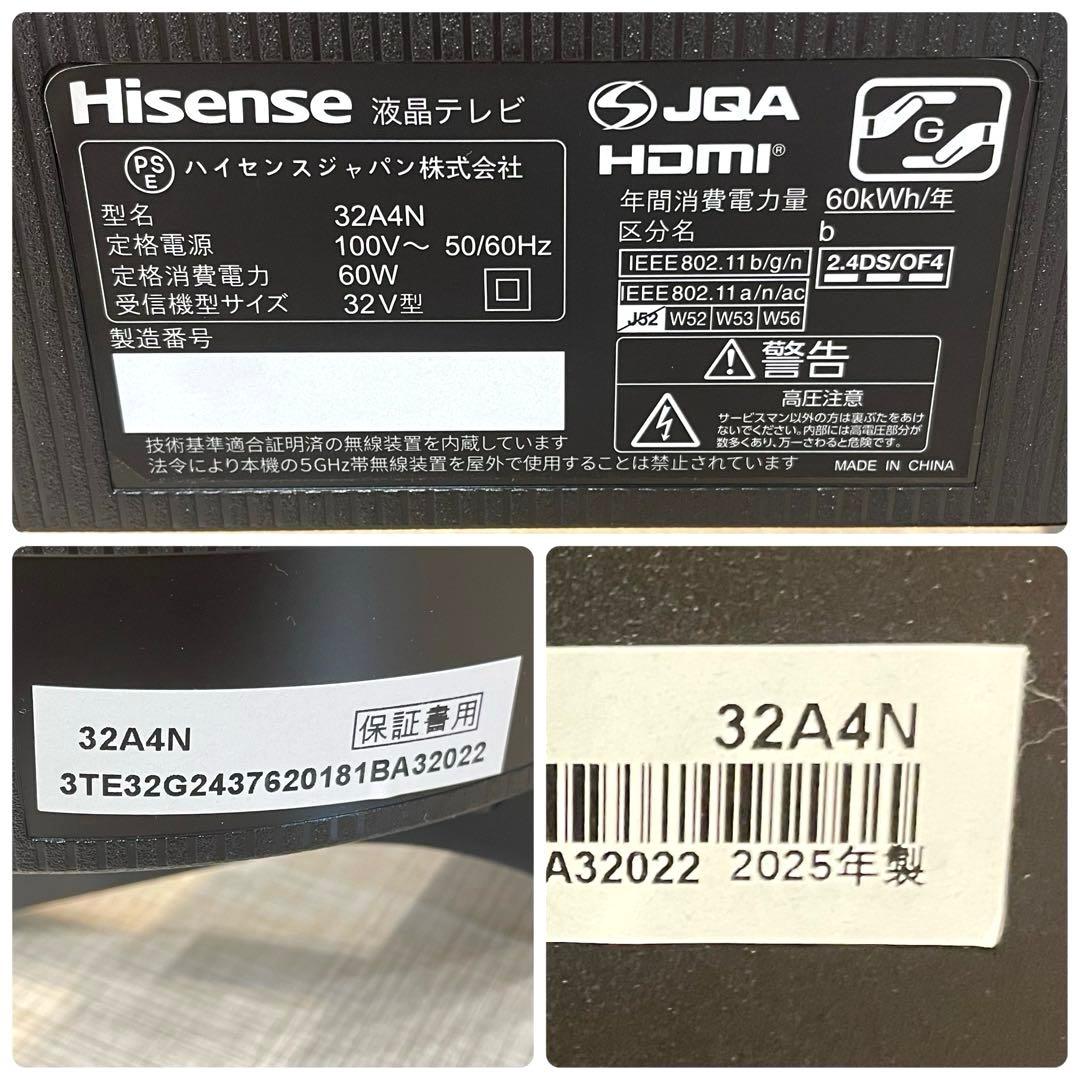 Hisense 液晶テレビ
PS
E
ハイセンスジャパン株式会社
型名 32A4N
定格電源 100V～ 50/60Hz
定格消費電力 60W
受信機型サイズ 32V型
製造番号
JQA
HDMI®
G
年間消費電力量 60kWh/年
区分名 b
IEEE802.11b/g/n
2.4DS/OF4
IEEE802.11a/n/ac
J52 W52 W53 W56
警告
高圧注意
サービスマン以外の方は裏ぶたをあけ
ないでください。内部には高電圧部分が
数多くあり、万一さわると危険です。
技術基準適合証明済の無線装置を内蔵しています
法令により本機の5GHz帯無線装置を屋外で使用することは禁止されています
MADE IN CHINA
32A4N 保証書用
3TE32G2437620181BA32022
32A4N
A32022 2025年製